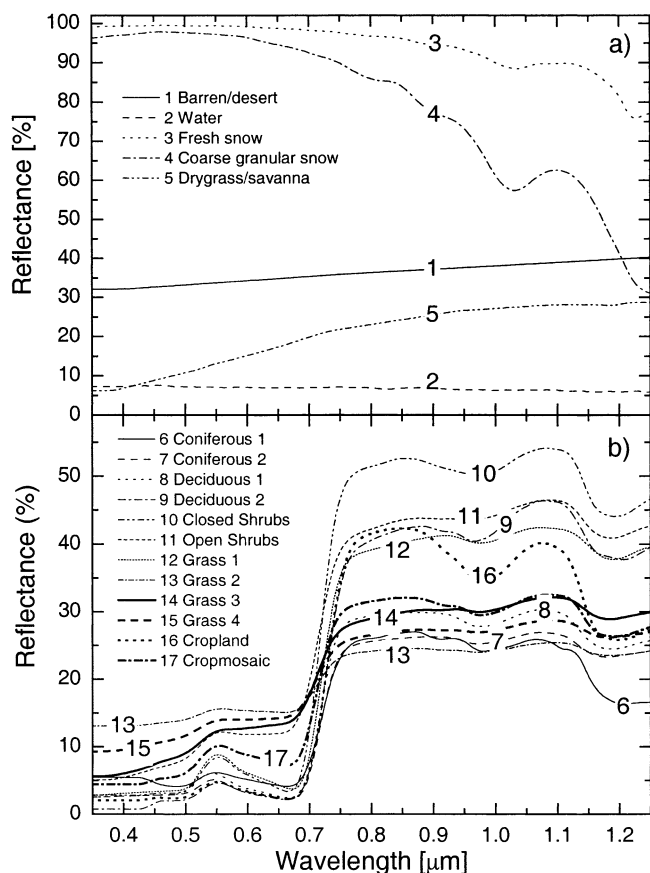 100
90
80
70
60
50
40
30
20
10
0
Reflectance [%]
a)
3
4
1
5
2
1 Barren/desert
2 Water
3 Fresh snow
4 Coarse granular snow
5 Drygrass/savanna
50
40
30
20
10
0
Reflectance (%)
b)
6 Coniferous 1
7 Coniferous 2
8 Deciduous 1
9 Deciduous 2
10 Closed Shrubs
11 Open Shrubs
12 Grass 1
13 Grass 2
14 Grass 3
15 Grass 4
16 Cropland
17 Cropmosaic
10
11
9
12
16
14
8
7
13
6
13
15
17
0.4 0.5 0.6 0.7 0.8 0.9 1.0 1.1 1.2
Wavelength [μm]